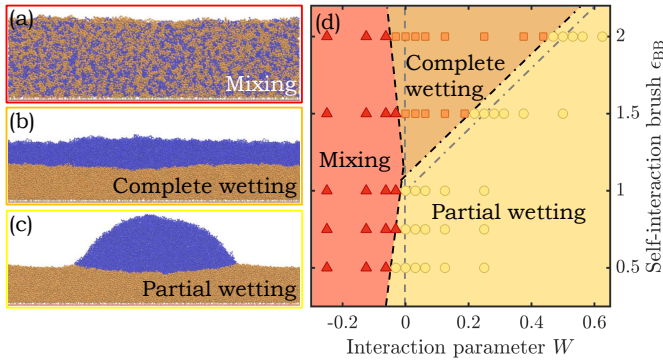 (a)
Mixing
(b)
Complete wetting
(c)
Partial wetting
(d)
Complete
wetting
Mixing
Partial wetting
2
1.5
1
0.5
Self-interaction brush ϵBB
-0.2
0
0.2
0.4
0.6
Interaction parameter W